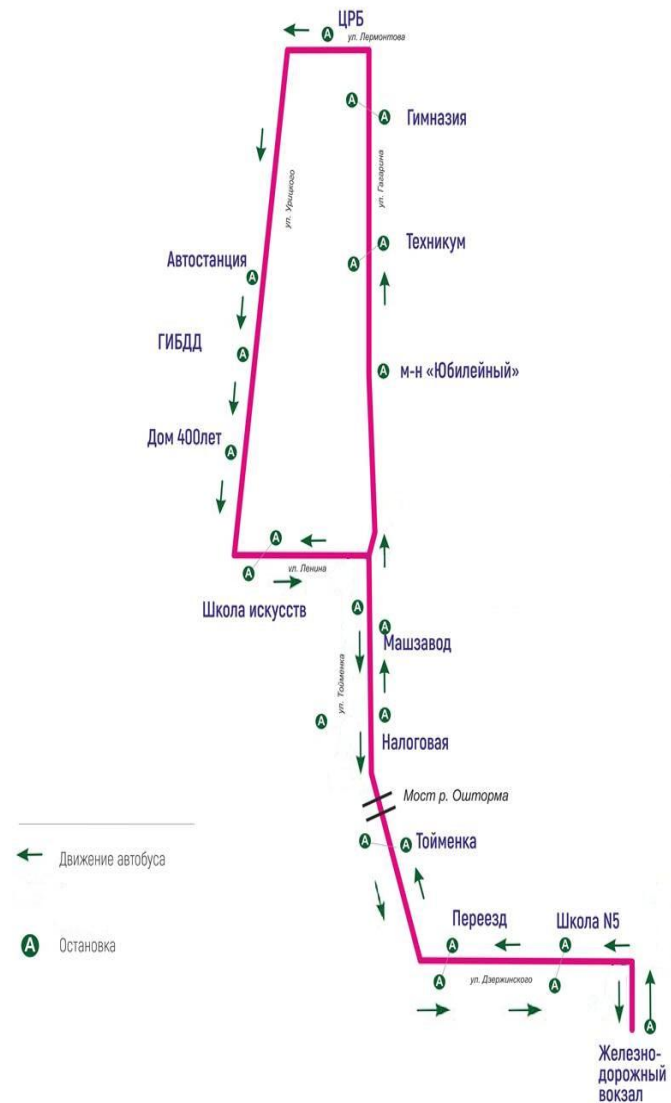 ЦРБ
ул. Лермонтова
А
А
А
Гимназия
ул. Гагарина
ул. Урицкого
А
Техникум
А
Автостанция
А
ГИБДД
А
А
м-н «Юбилейный»
Дом 400лет
А
А
ул. Ленина
А
Школа искусств
А
А
Машзавод
ул. Тойменка
А
А
Налоговая
Мост р. Ошторма
А
А
Тойменка
Движение автобуса
А
Остановка
Переезд
А
Школа N5
А
А
ул. Дзержинского
А
А
Железно-
дорожный
вокзал